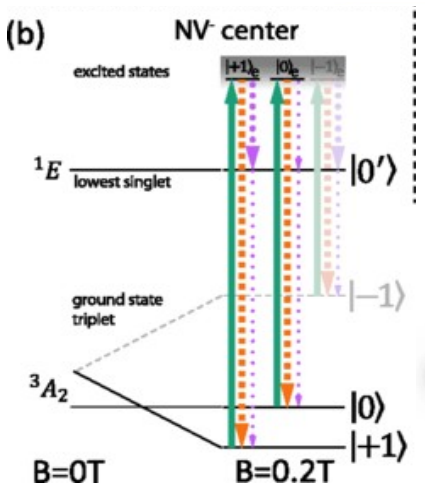 (b) NV⁻ center
excited states |+1⟩e |0⟩e |−1⟩e
¹E |0'⟩
lowest singlet
ground state
triplet
|−1⟩
³A₂ |0⟩
|+1⟩
B=0T B=0.2T